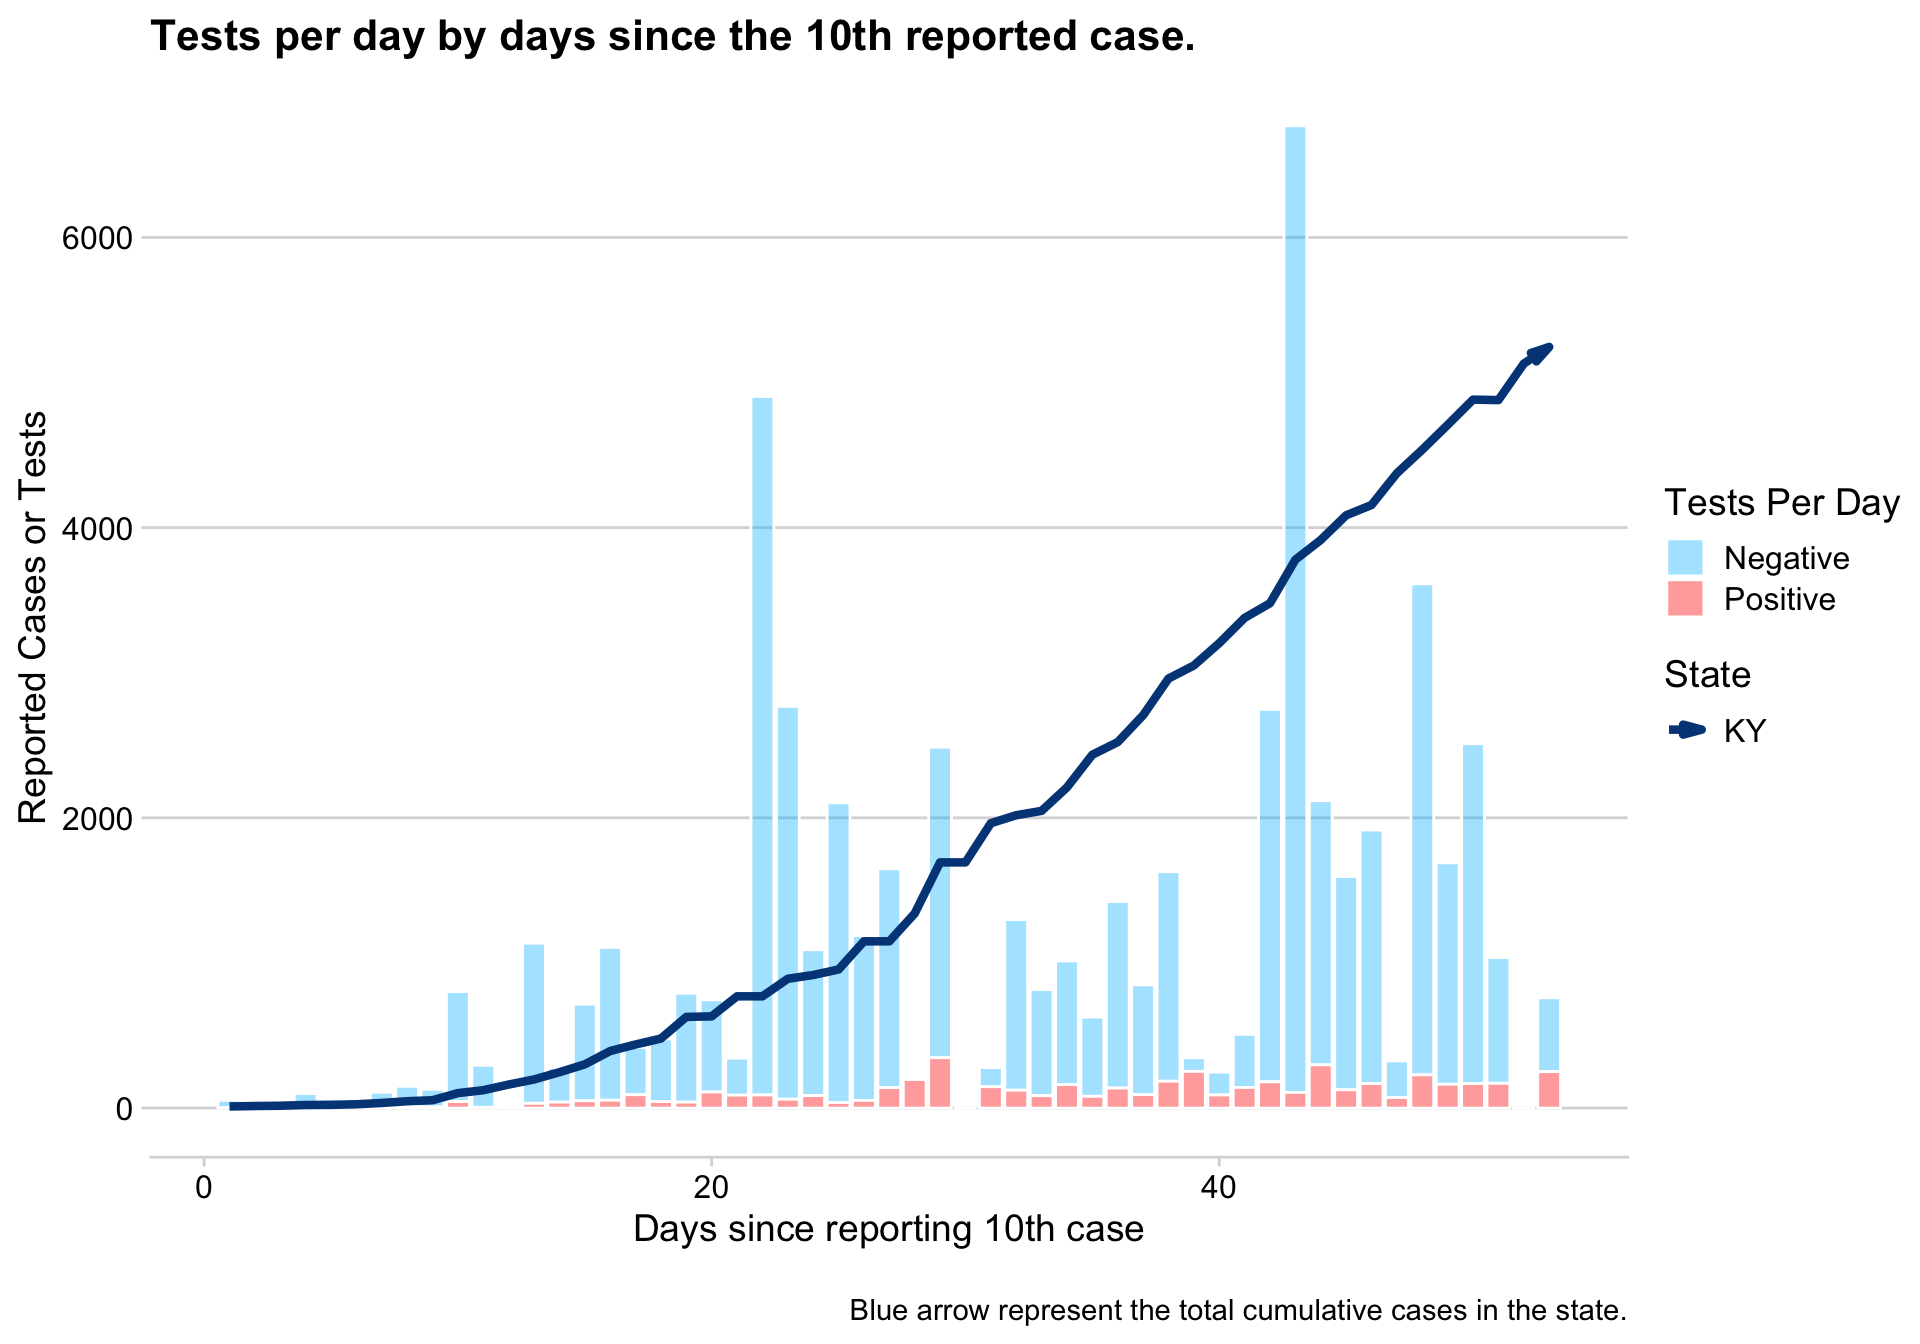 Tests per day by days since the 10th reported case.
6000
4000
2000
0
Reported Cases or Tests
0
20
40
Days since reporting 10th case
Tests Per Day
Negative
Positive
State
KY
Blue arrow represent the total cumulative cases in the state.